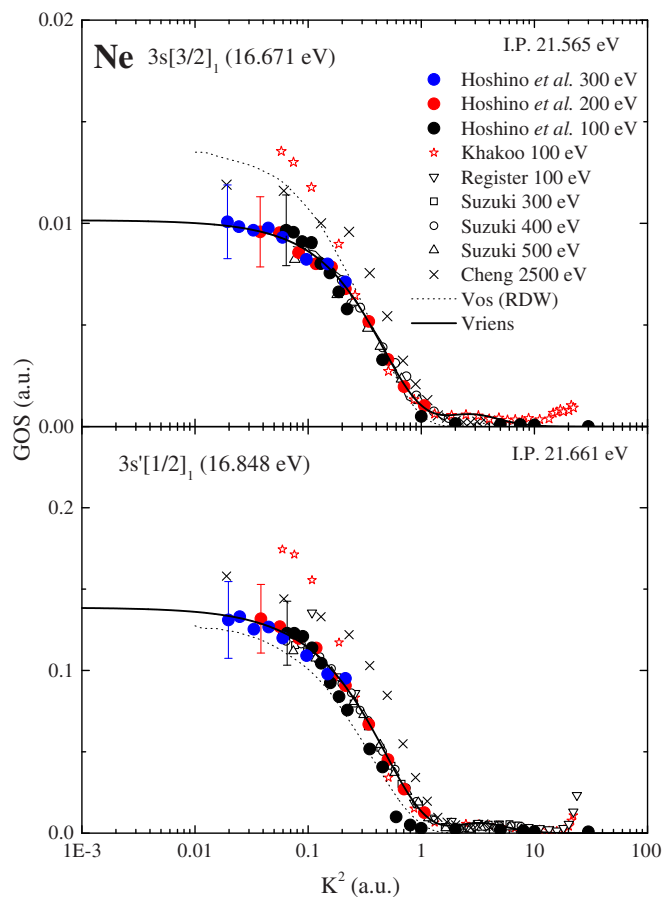 0.02
Ne 3s[3/2]₁ (16.671 eV)
I.P. 21.565 eV
Hoshino et al. 300 eV
Hoshino et al. 200 eV
Hoshino et al. 100 eV
Khakoo 100 eV
Register 100 eV
Suzuki 300 eV
Suzuki 400 eV
Suzuki 500 eV
Cheng 2500 eV
Vos (RDW)
Vriens
0.01
0.00
GOS (a.u.)
3s'[1/2]₁ (16.848 eV)
I.P. 21.661 eV
0.2
0.1
0.0
1E-3 0.01 0.1 1 10 100
K² (a.u.)